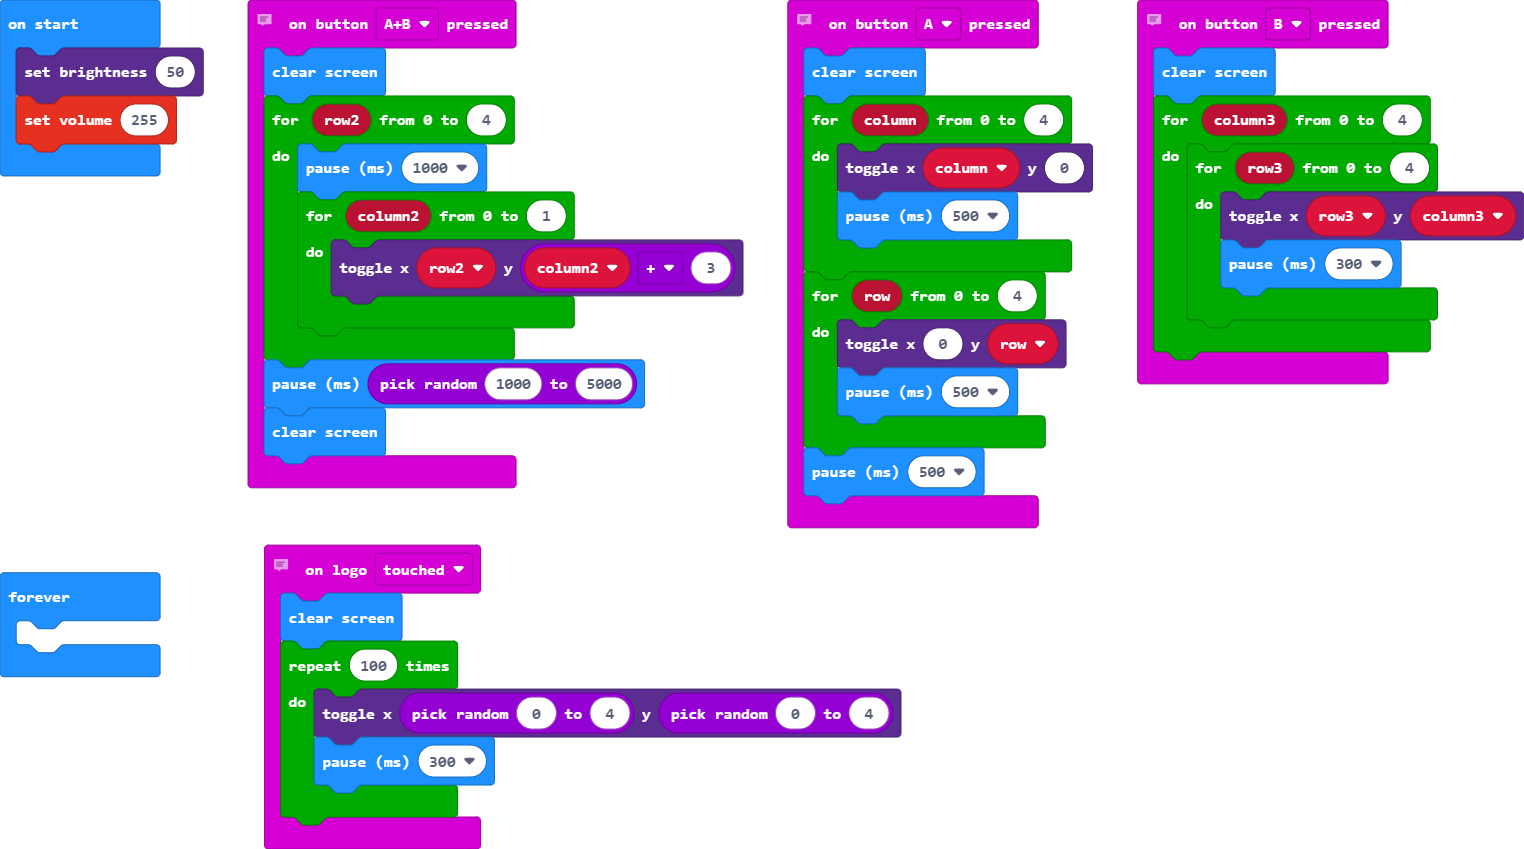 on start
set brightness 50
set volume 255
on button A+B pressed
clear screen
for row2 from 0 to 4
do
pause (ms) 1000
for column2 from 0 to 1
do
toggle x row2 y column2 + 3
pause (ms) pick random 1000 to 5000
clear screen
on button A pressed
clear screen
for column from 0 to 4
do
toggle x column y 0
pause (ms) 500
for row from 0 to 4
do
toggle x 0 y row
pause (ms) 500
pause (ms) 500
on button B pressed
clear screen
for column3 from 0 to 4
do
for row3 from 0 to 4
do
toggle x row3 y column3
pause (ms) 300
forever
on logo touched
clear screen
repeat 100 times
do
toggle x pick random 0 to 4 y pick random 0 to 4
pause (ms) 300